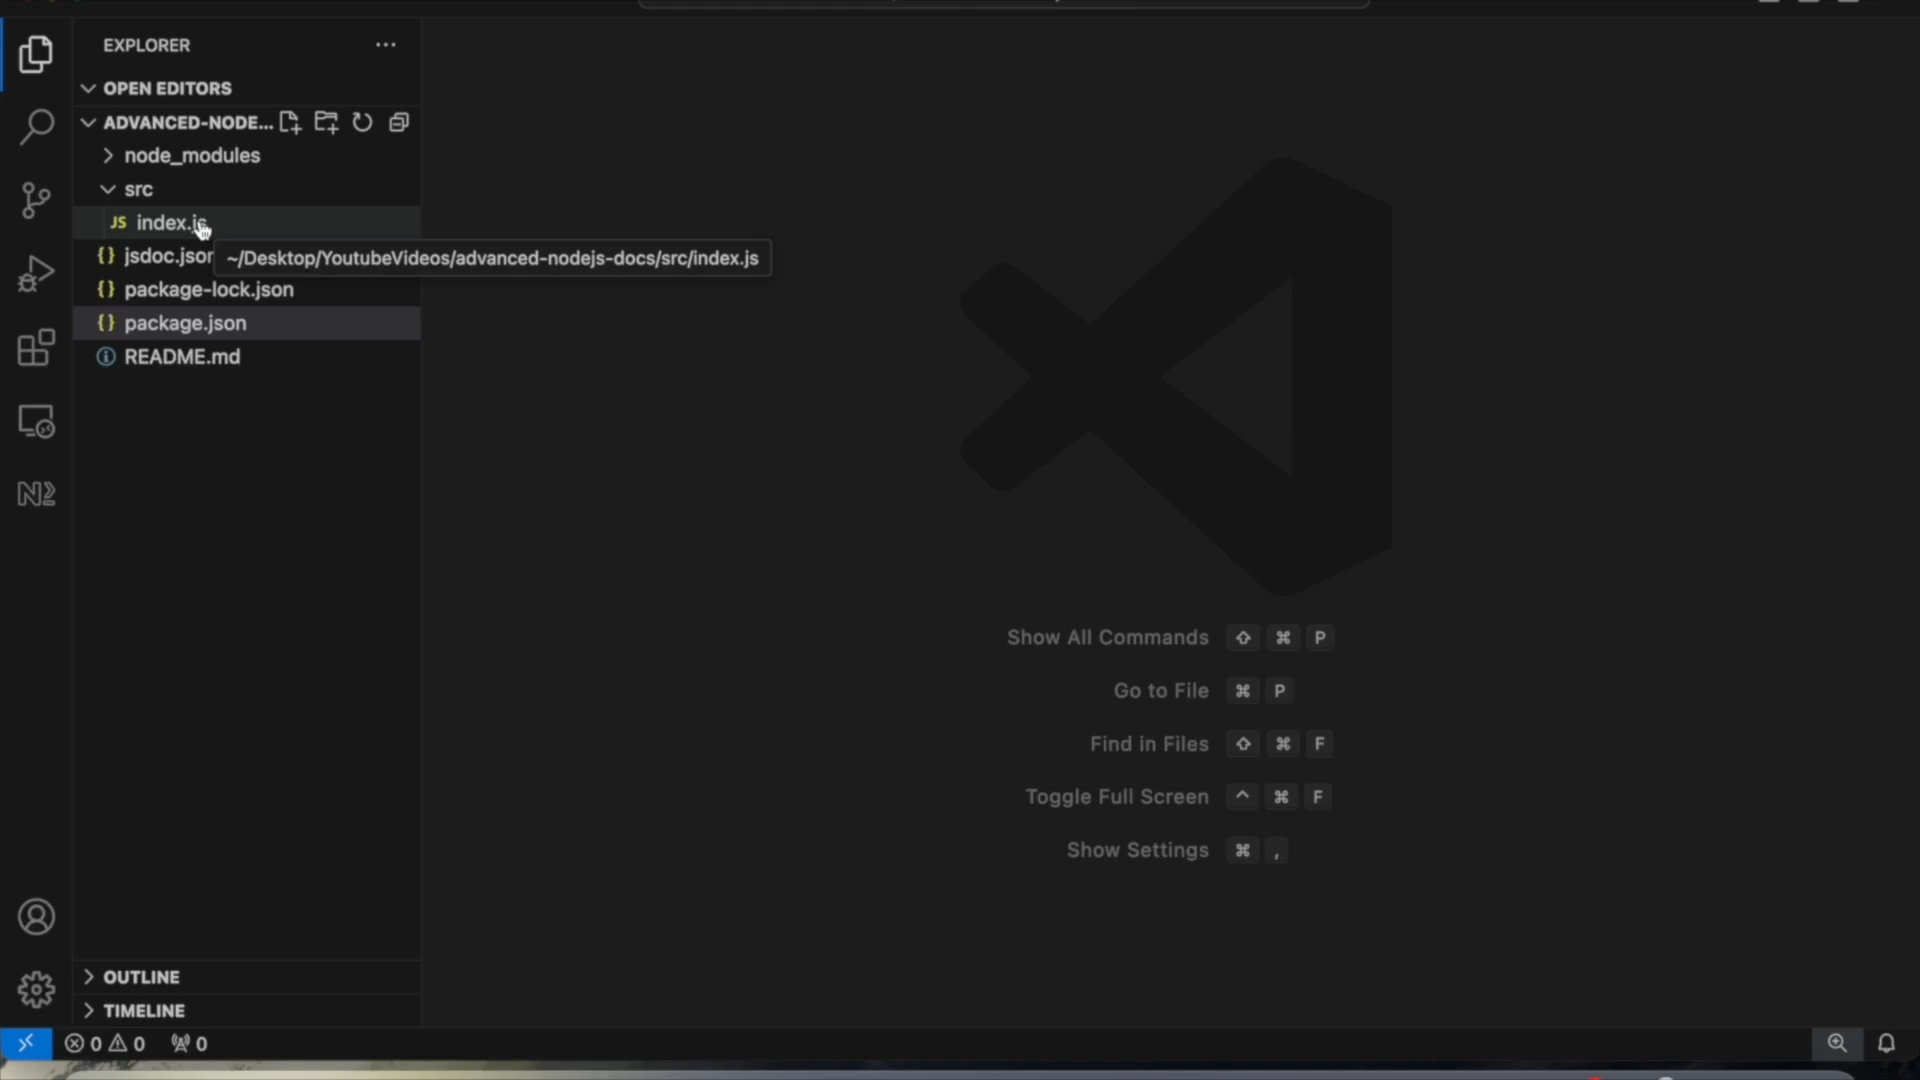 EXPLORER
OPEN EDITORS
ADVANCED-NODE...
node_modules
src
JS index.js
{} jsdoc.json
~/Desktop/YoutubeVideos/advanced-nodejs-docs/src/index.js
{} package-lock.json
{} package.json
README.md
Show All Commands ⇧ ⌘ P
Go to File ⌘ P
Find in Files ⇧ ⌘ F
Toggle Full Screen ^ ⌘ F
Show Settings ⌘ ,
OUTLINE
TIMELINE
0 0 0